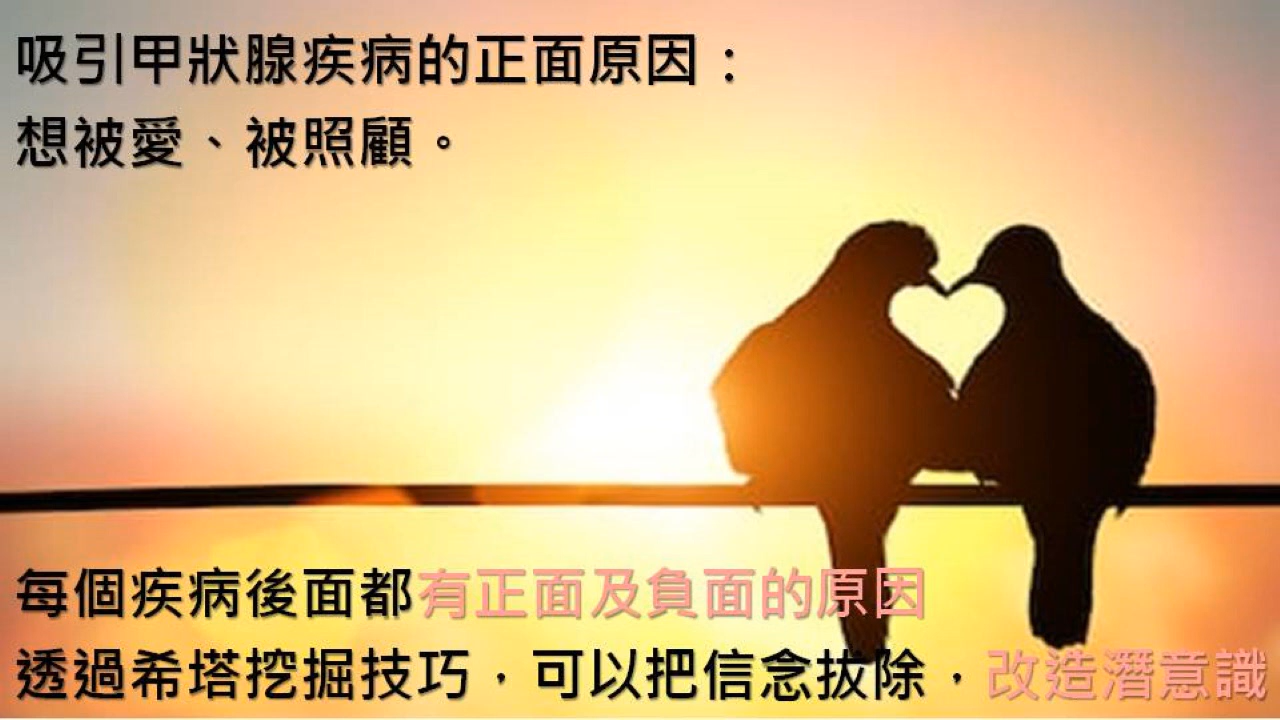 吸引甲狀腺疾病的正面原因：
想被愛、被照顧。
每個疾病後面都有正面及負面的原因
透過希塔挖掘技巧，可以把信念拔除，改造潛意識